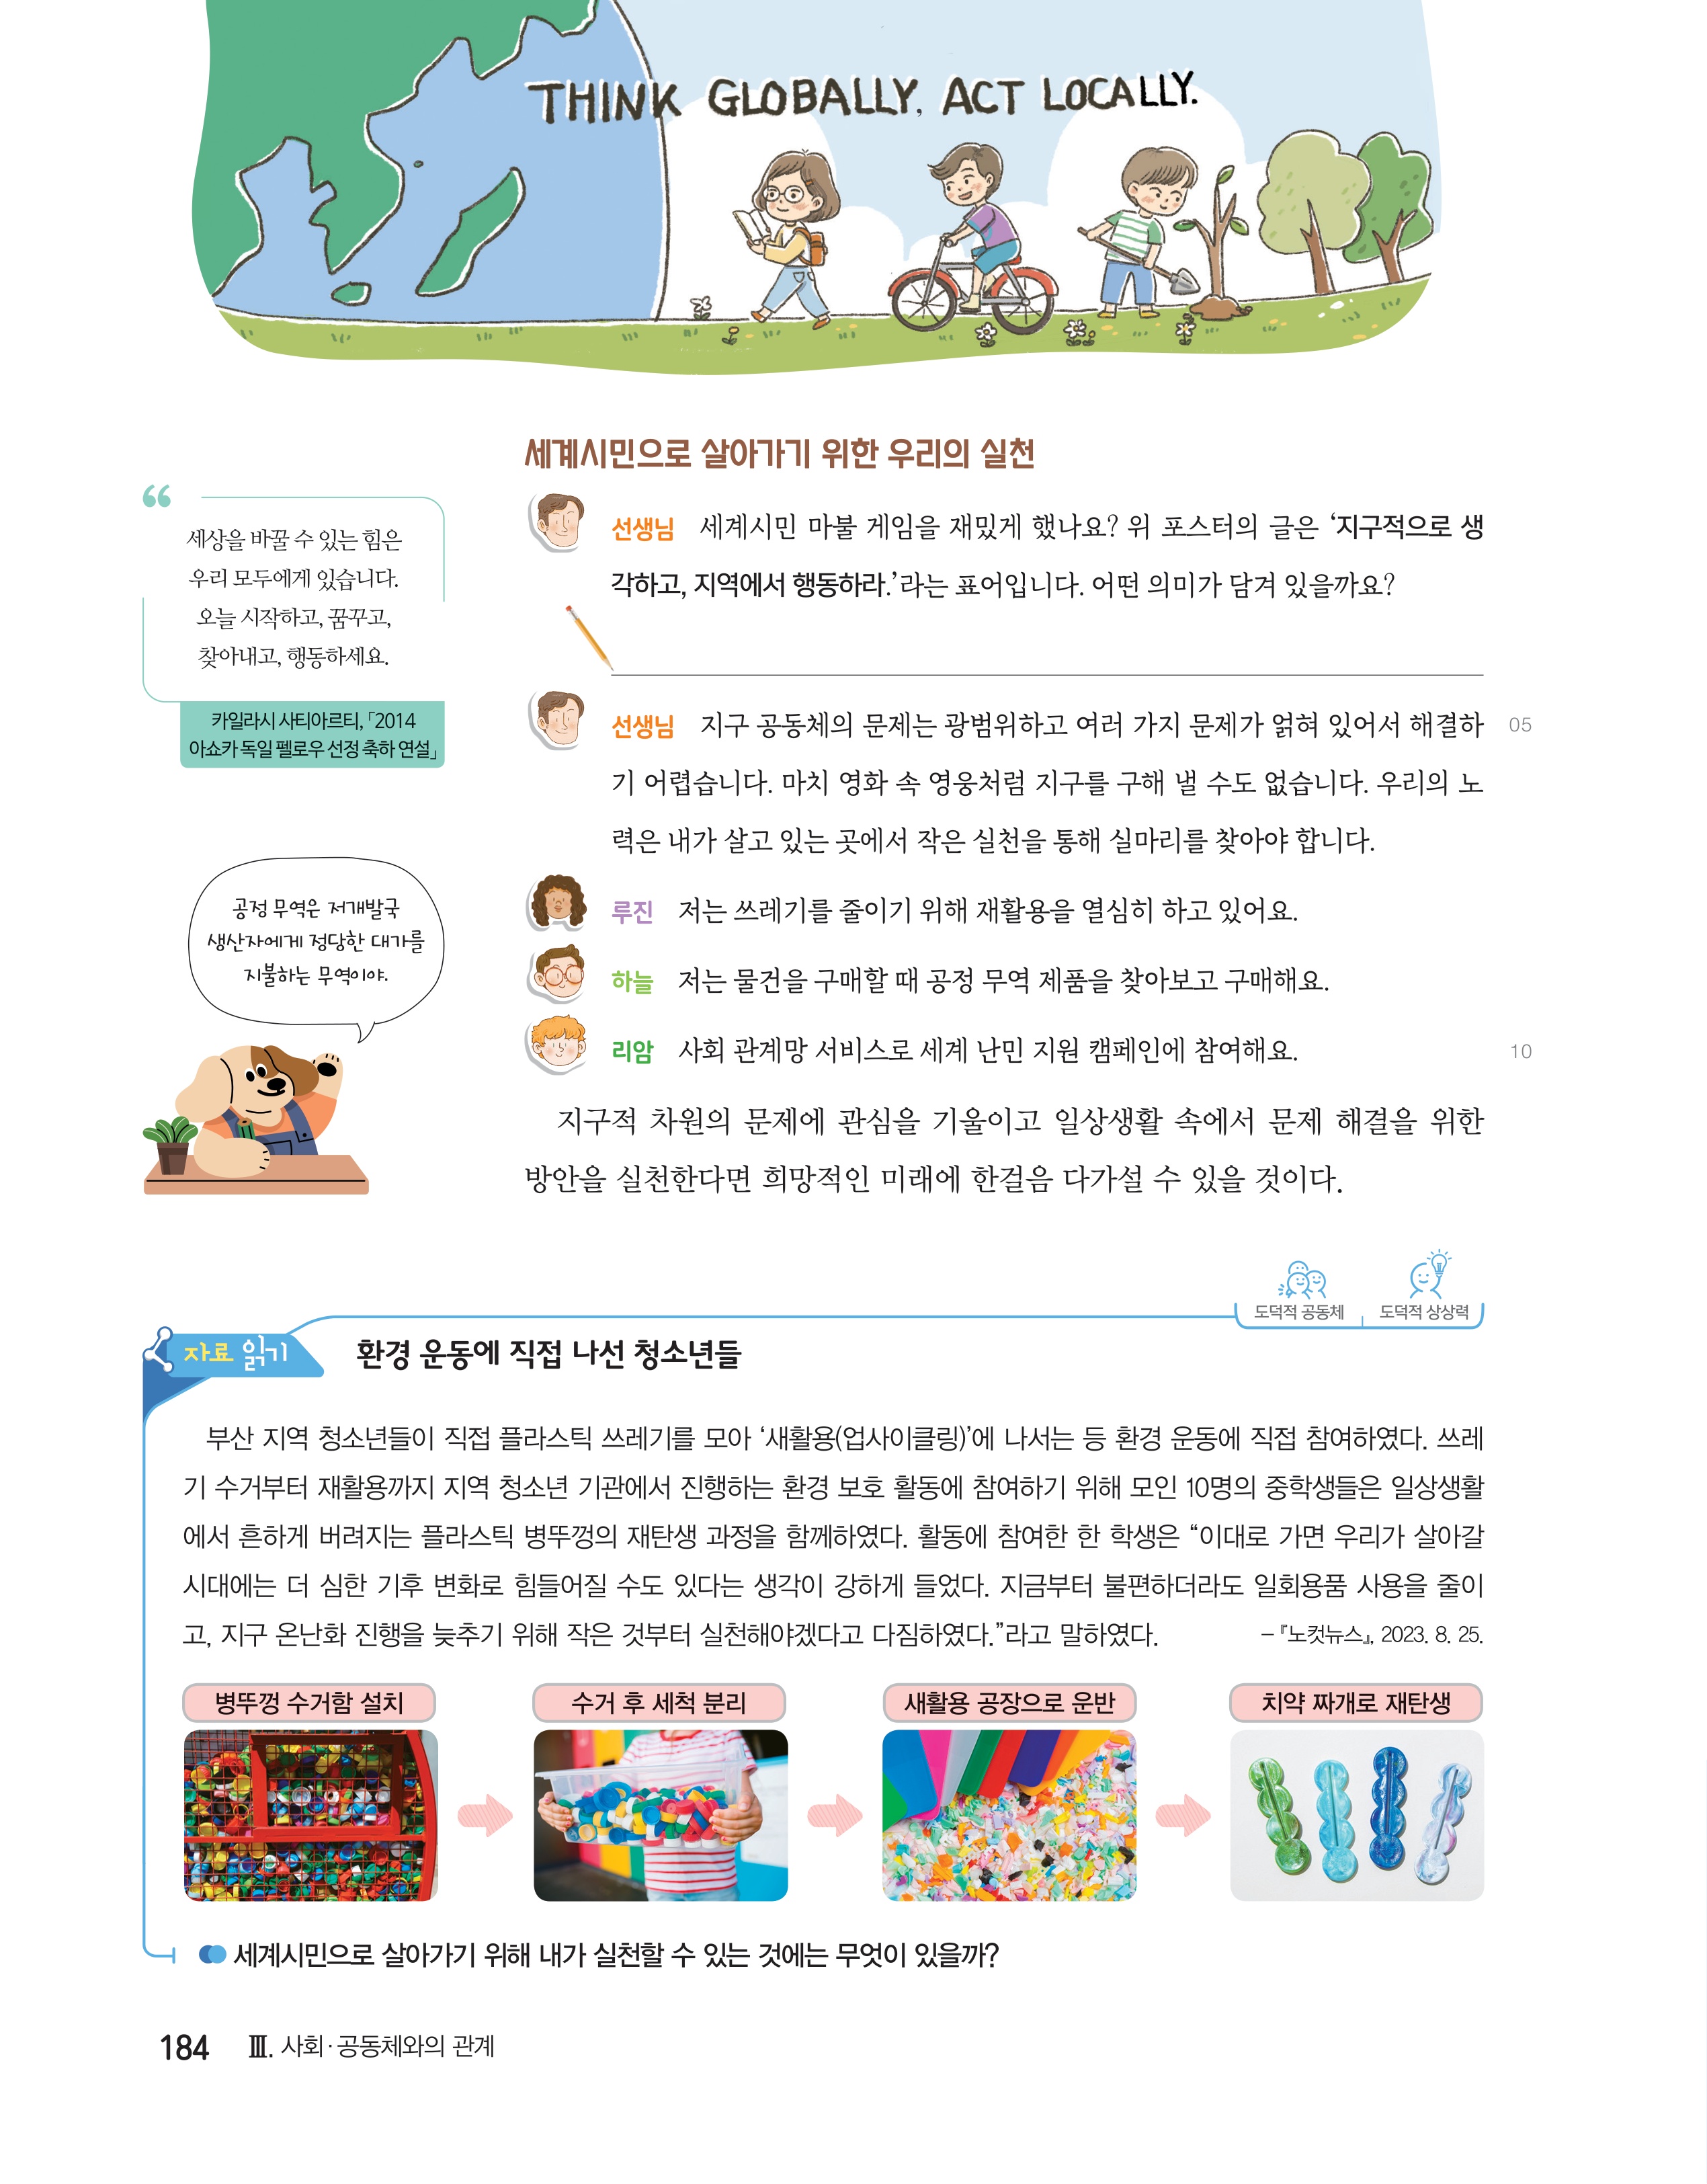 THINK GLOBALLY, ACT LOCALLY.
세계시민으로 살아가기 위한 우리의 실천
“
세상을 바꿀 수 있는 힘은
우리 모두에게 있습니다.
오늘 시작하고, 꿈꾸고,
찾아내고, 행동하세요.
카일라시 사티아르티, 「2014
아쇼카 독일 펠로우 선정 축하 연설」
선생님 세계시민 마불 게임을 재밌게 했나요? 위 포스터의 글은 ‘지구적으로 생
각하고, 지역에서 행동하라.’라는 표어입니다. 어떤 의미가 담겨 있을까요?
선생님 지구 공동체의 문제는 광범위하고 여러 가지 문제가 얽혀 있어서 해결하 05
기 어렵습니다. 마치 영화 속 영웅처럼 지구를 구해 낼 수도 없습니다. 우리의 노
력은 내가 살고 있는 곳에서 작은 실천을 통해 실마리를 찾아야 합니다.
공정 무역은 저개발국
생산자에게 정당한 대가를
지불하는 무역이야.
루진 저는 쓰레기를 줄이기 위해 재활용을 열심히 하고 있어요.
하늘 저는 물건을 구매할 때 공정 무역 제품을 찾아보고 구매해요.
리암 사회 관계망 서비스로 세계 난민 지원 캠페인에 참여해요. 10
지구적 차원의 문제에 관심을 기울이고 일상생활 속에서 문제 해결을 위한
방안을 실천한다면 희망적인 미래에 한걸음 다가설 수 있을 것이다.
도덕적 공동체 도덕적 상상력
자료 읽기 환경 운동에 직접 나선 청소년들
부산 지역 청소년들이 직접 플라스틱 쓰레기를 모아 ‘새활용(업사이클링)’에 나서는 등 환경 운동에 직접 참여하였다. 쓰레
기 수거부터 재활용까지 지역 청소년 기관에서 진행하는 환경 보호 활동에 참여하기 위해 모인 10명의 중학생들은 일상생활
에서 흔하게 버려지는 플라스틱 병뚜껑의 재탄생 과정을 함께하였다. 활동에 참여한 한 학생은 “이대로 가면 우리가 살아갈
시대에는 더 심한 기후 변화로 힘들어질 수도 있다는 생각이 강하게 들었다. 지금부터 불편하더라도 일회용품 사용을 줄이
고, 지구 온난화 진행을 늦추기 위해 작은 것부터 실천해야겠다고 다짐하였다.”라고 말하였다. – 『노컷뉴스』, 2023. 8. 25.
병뚜껑 수거함 설치 수거 후 세척 분리 새활용 공장으로 운반 치약 짜개로 재탄생
세계시민으로 살아가기 위해 내가 실천할 수 있는 것에는 무엇이 있을까?
184 Ⅲ. 사회·공동체와의 관계